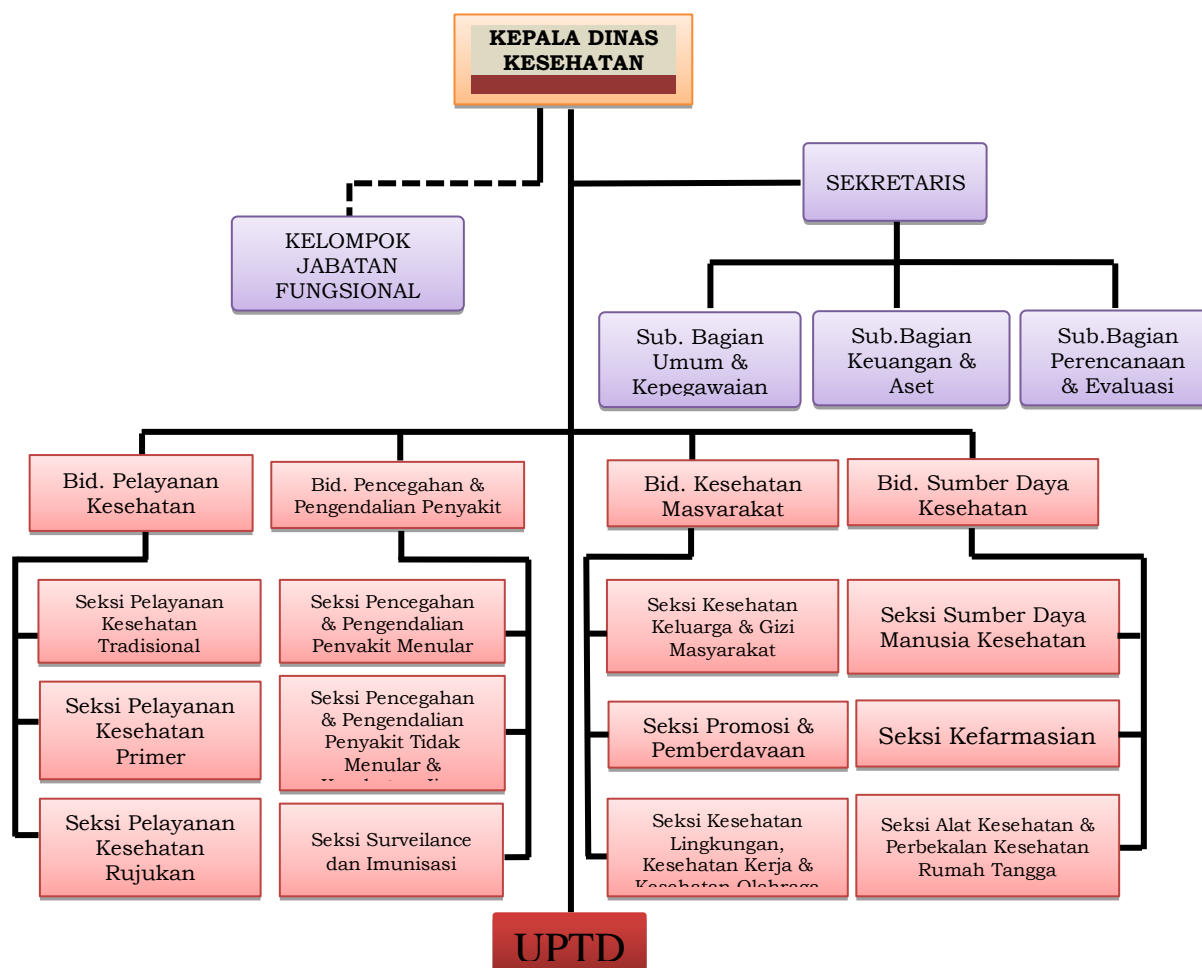 KEPALA DINAS
KESEHATAN
SEKRETARIS
KELOMPOK
JABATAN
FUNGSIONAL
Sub. Bagian
Umum &
Kepegawaian
Sub.Bagian
Keuangan &
Aset
Sub.Bagian
Perencanaan
& Evaluasi
Bid. Pelayanan
Kesehatan
Bid. Pencegahan &
Pengendalian Penyakit
Bid. Kesehatan
Masyarakat
Bid. Sumber Daya
Kesehatan
Seksi Pelayanan
Kesehatan
Tradisional
Seksi Pencegahan
& Pengendalian
Penyakit Menular
Seksi Kesehatan
Keluarga & Gizi
Masyarakat
Seksi Sumber Daya
Manusia Kesehatan
Seksi Pelayanan
Kesehatan
Primer
Seksi Pencegahan
& Pengendalian
Penyakit Tidak
Menular &
Seksi Promosi &
Pemberdayaan
Seksi Kefarmasian
Seksi Pelayanan
Kesehatan
Rujukan
Seksi Surveilance
dan Imunisasi
Seksi Kesehatan
Lingkungan,
Kesehatan Kerja &
Kesehatan Olahraga
Seksi Alat Kesehatan &
Perbekalan Kesehatan
Rumah Tangga
UPTD